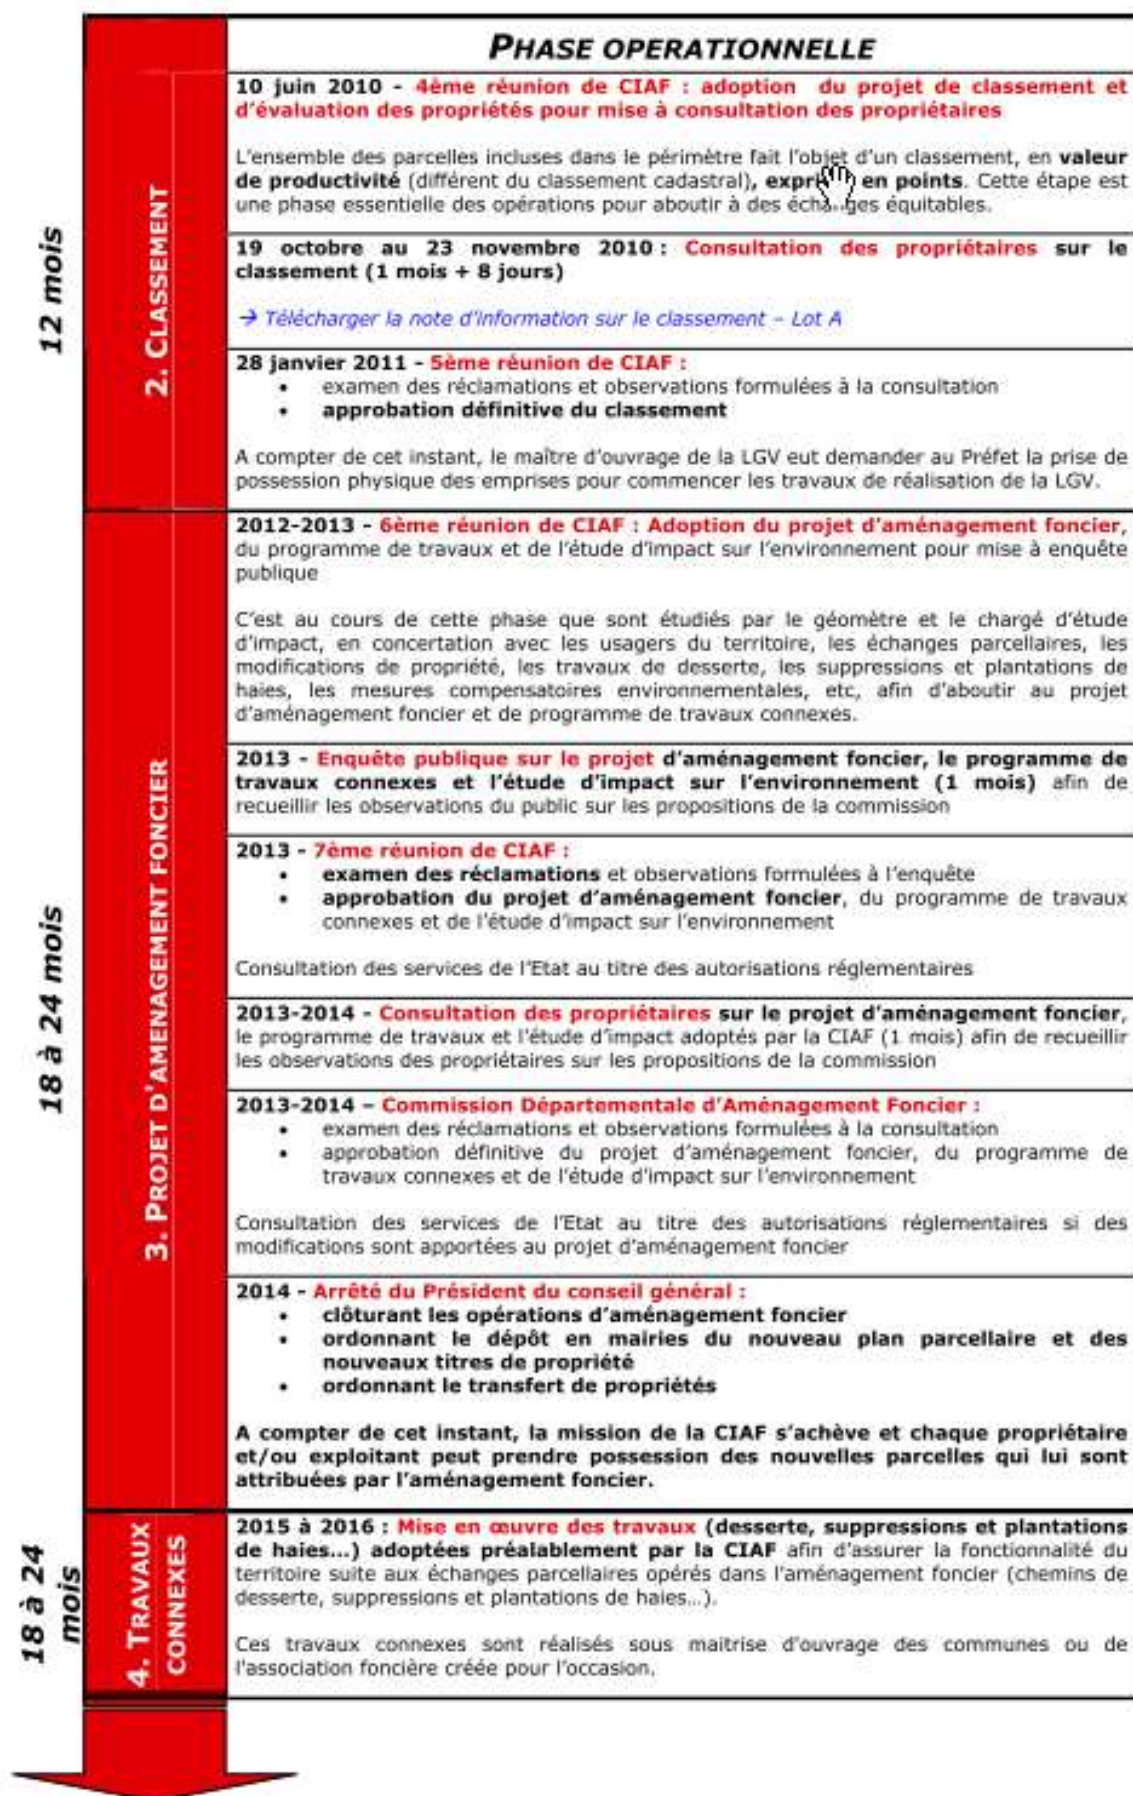 PHASE OPERATIONNELLE
12 mois
2. CLASSEMENT
10 juin 2010 - 4ème réunion de CIAF : adoption du projet de classement et
d'évaluation des propriétés pour mise à consultation des propriétaires
L'ensemble des parcelles incluses dans le périmètre fait l'objet d'un classement, en valeur
de productivité (différent du classement cadastral), en points. Cette étape est
une phase essentielle des opérations pour aboutir à des équitables.
19 octobre au 23 novembre 2010 : Consultation des propriétaires sur le
classement (1 mois + 8 jours)
→ Télécharger la note d'information sur le classement – Lot A
28 janvier 2011 - 5ème réunion de CIAF :
• examen des réclamations et observations formulées à la consultation
• approbation définitive du classement
A compter de cet instant, le maître d'ouvrage de la LGV eut demander au Préfet la prise de
possession physique des emprises pour commencer les travaux de réalisation de la LGV.
18 à 24 mois
3. PROJET D'AMENAGEMENT FONCIER
2012-2013 - 6ème réunion de CIAF : Adoption du projet d'aménagement foncier,
du programme de travaux et de l'étude d'impact sur l'environnement pour mise à enquête
publique
C'est au cours de cette phase que sont étudiés par le géomètre et le chargé d'étude
d'impact, en concertation avec les usagers du territoire, les échanges parcellaires, les
modifications de propriété, les travaux de desserte, les suppressions et plantations de
haies, les mesures compensatoires environnementales, etc, afin d'aboutir au projet
d'aménagement foncier et de programme de travaux connexes.
2013 - Enquête publique sur le projet d'aménagement foncier, le programme de
travaux connexes et l'étude d'impact sur l'environnement (1 mois) afin de
recueillir les observations du public sur les propositions de la commission
2013 - 7ème réunion de CIAF :
• examen des réclamations et observations formulées à l'enquête
• approbation du projet d'aménagement foncier, du programme de travaux
connexes et de l'étude d'impact sur l'environnement
Consultation des services de l'Etat au titre des autorisations réglementaires
2013-2014 - Consultation des propriétaires sur le projet d'aménagement foncier,
le programme de travaux et l'étude d'impact adoptés par la CIAF (1 mois) afin de recueillir
les observations des propriétaires sur les propositions de la commission
2013-2014 – Commission Départementale d'Aménagement Foncier :
• examen des réclamations et observations formulées à la consultation
• approbation définitive du projet d'aménagement foncier, du programme de
travaux connexes et de l'étude d'impact sur l'environnement
Consultation des services de l'Etat au titre des autorisations réglementaires si des
modifications sont apportées au projet d'aménagement foncier
2014 - Arrêté du Président du conseil général :
• clôturant les opérations d'aménagement foncier
• ordonnant le dépôt en mairies du nouveau plan parcellaire et des
nouveaux titres de propriété
• ordonnant le transfert de propriétés
A compter de cet instant, la mission de la CIAF s'achève et chaque propriétaire
et/ou exploitant peut prendre possession des nouvelles parcelles qui lui sont
attribuées par l'aménagement foncier.
18 à 24
mois
4. TRAVAUX
CONNEXES
2015 à 2016 : Mise en œuvre des travaux (desserte, suppressions et plantations
de haies...) adoptées préalablement par la CIAF afin d'assurer la fonctionnalité du
territoire suite aux échanges parcellaires opérés dans l'aménagement foncier (chemins de
desserte, suppressions et plantations de haies…).
Ces travaux connexes sont réalisés sous maitrise d'ouvrage des communes ou de
l'association foncière créée pour l'occasion.